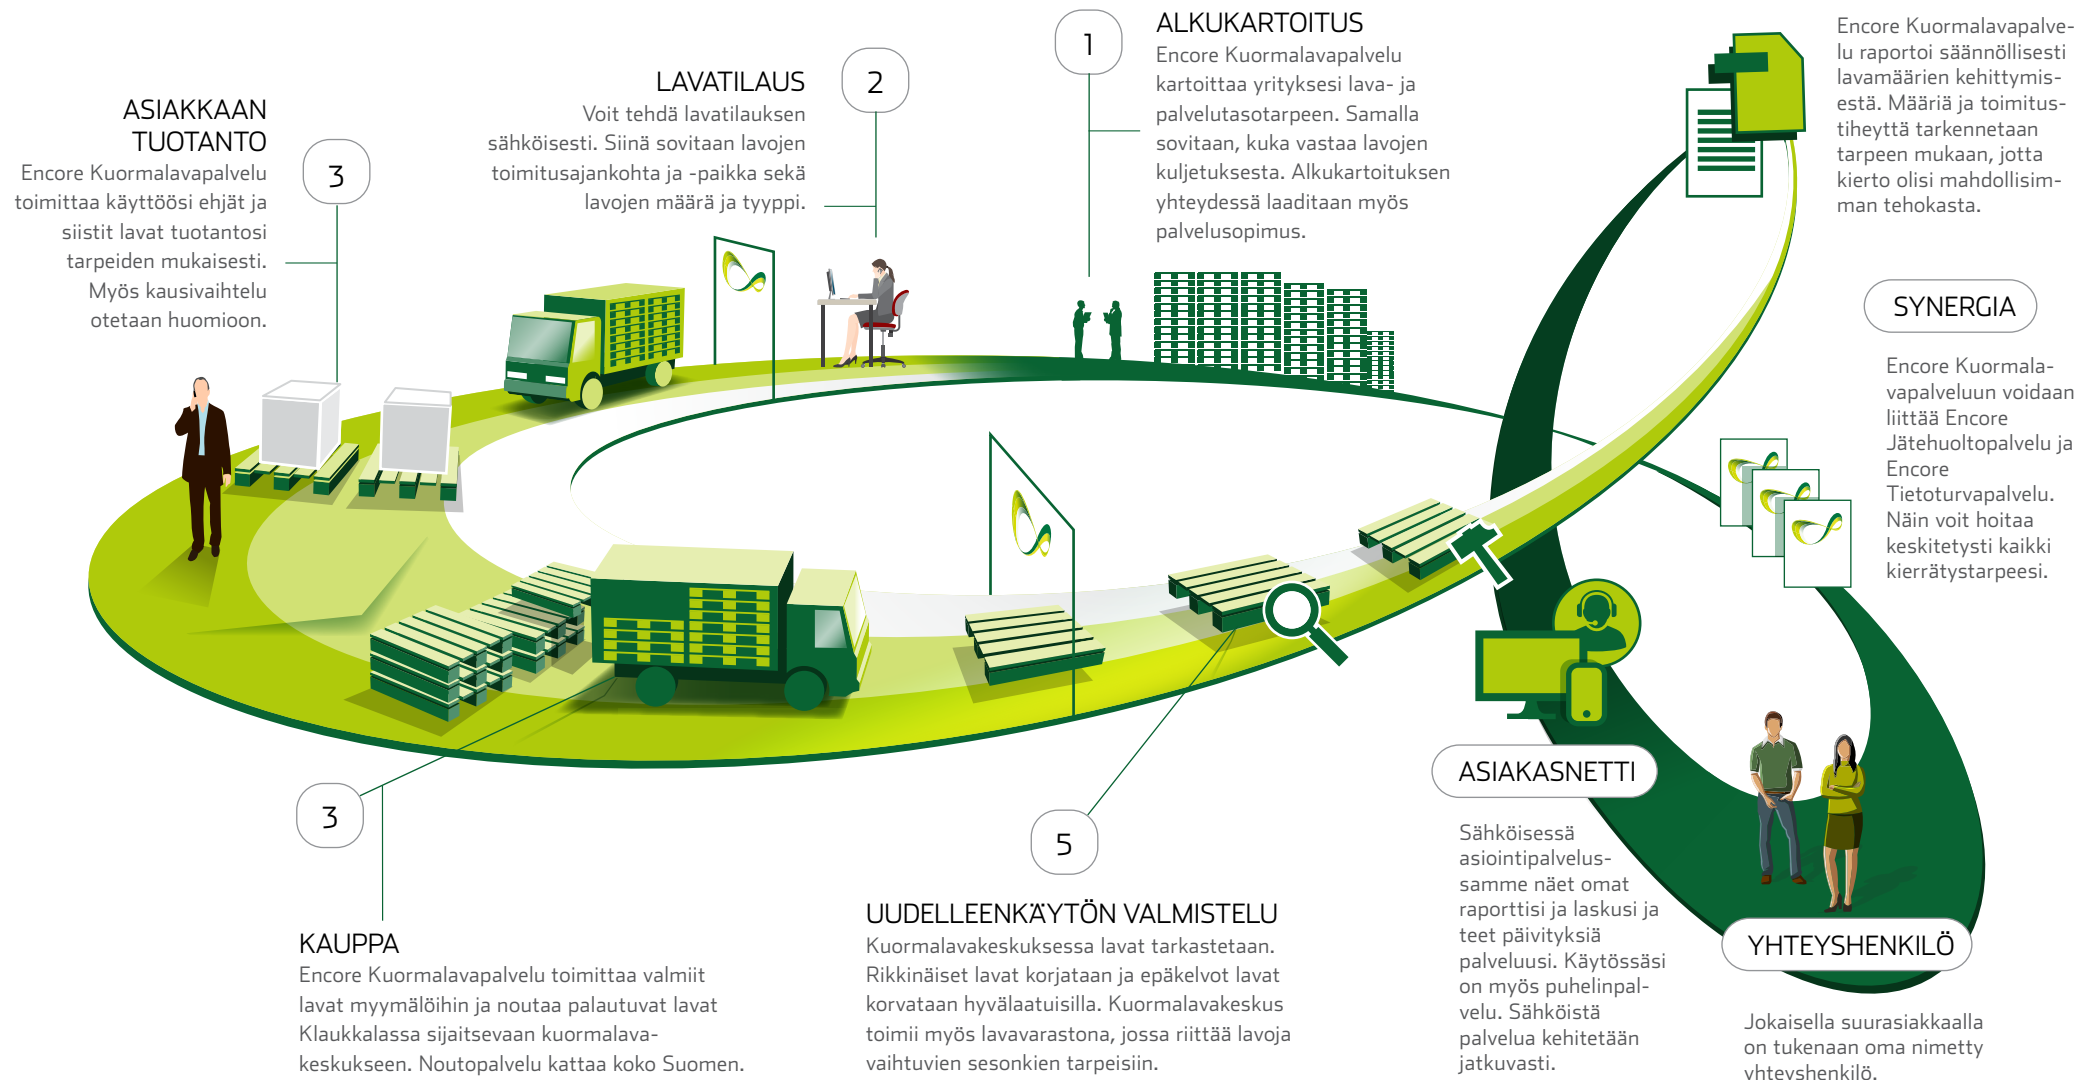 1
ALKUKARTOITUS
Encore Kuormalavapalvelu
kartoittaa yrityksesi lava- ja
palvelutasotarpeen. Samalla
sovitaan, kuka vastaa lavojen
kuljetuksesta. Alkukartoituksen
yhteydessä laaditaan myös
palvelusopimus.
2
LAVATILAUS
Voit tehdä lavatilauksen
sähköisesti. Siinä sovitaan lavojen
toimitusajankohta ja -paikka sekä
lavojen määrä ja tyyppi.
3
ASIAKKAAN
TUOTANTO
Encore Kuormalavapalvelu
toimittaa käyttöösi ehjät ja
siistit lavat tuotantosi
tarpeiden mukaisesti.
Myös kausivaihtelu
otetaan huomioon.
3
KAUPPA
Encore Kuormalavapalvelu toimittaa valmiit
lavat myymälöihin ja noutaa palautuvat lavat
Klaukkalassa sijaitsevaan kuormalava-
keskukseen. Noutopalvelu kattaa koko Suomen.
5
UUDELLEENKÄYTÖN VALMISTELU
Kuormalavakeskuksessa lavat tarkastetaan.
Rikkinäiset lavat korjataan ja epäkelvot lavat
korvataan hyvälaatuisilla. Kuormalavakeskus
toimii myös lavavarastona, jossa riittää lavoja
vaihtuvien sesonkien tarpeisiin.
Encore Kuormalavapalve-
lu raportoi säännöllisesti
lavamäärien kehittymis-
estä. Määriä ja toimitus-
tiheyttä tarkennetaan
tarpeen mukaan, jotta
kierto olisi mahdollisim-
man tehokasta.
SYNERGIA
Encore Kuormala-
vapalveluun voidaan
liittää Encore
Jätehuoltopalvelu ja
Encore
Tietoturvapalvelu.
Näin voit hoitaa
keskitetysti kaikki
kierrätystarpeesi.
ASIAKASNETTI
Sähköisessä
asiointipalvelus-
samme näet omat
raporttisi ja laskusi ja
teet päivityksiä
palveluusi. Käytössäsi
on myös puhelinpal-
velu. Sähköistä
palvelua kehitetään
jatkuvasti.
YHTEYSHENKILÖ
Jokaisella suurasiakkaalla
on tukenaan oma nimetty
yhteyshenkilö.